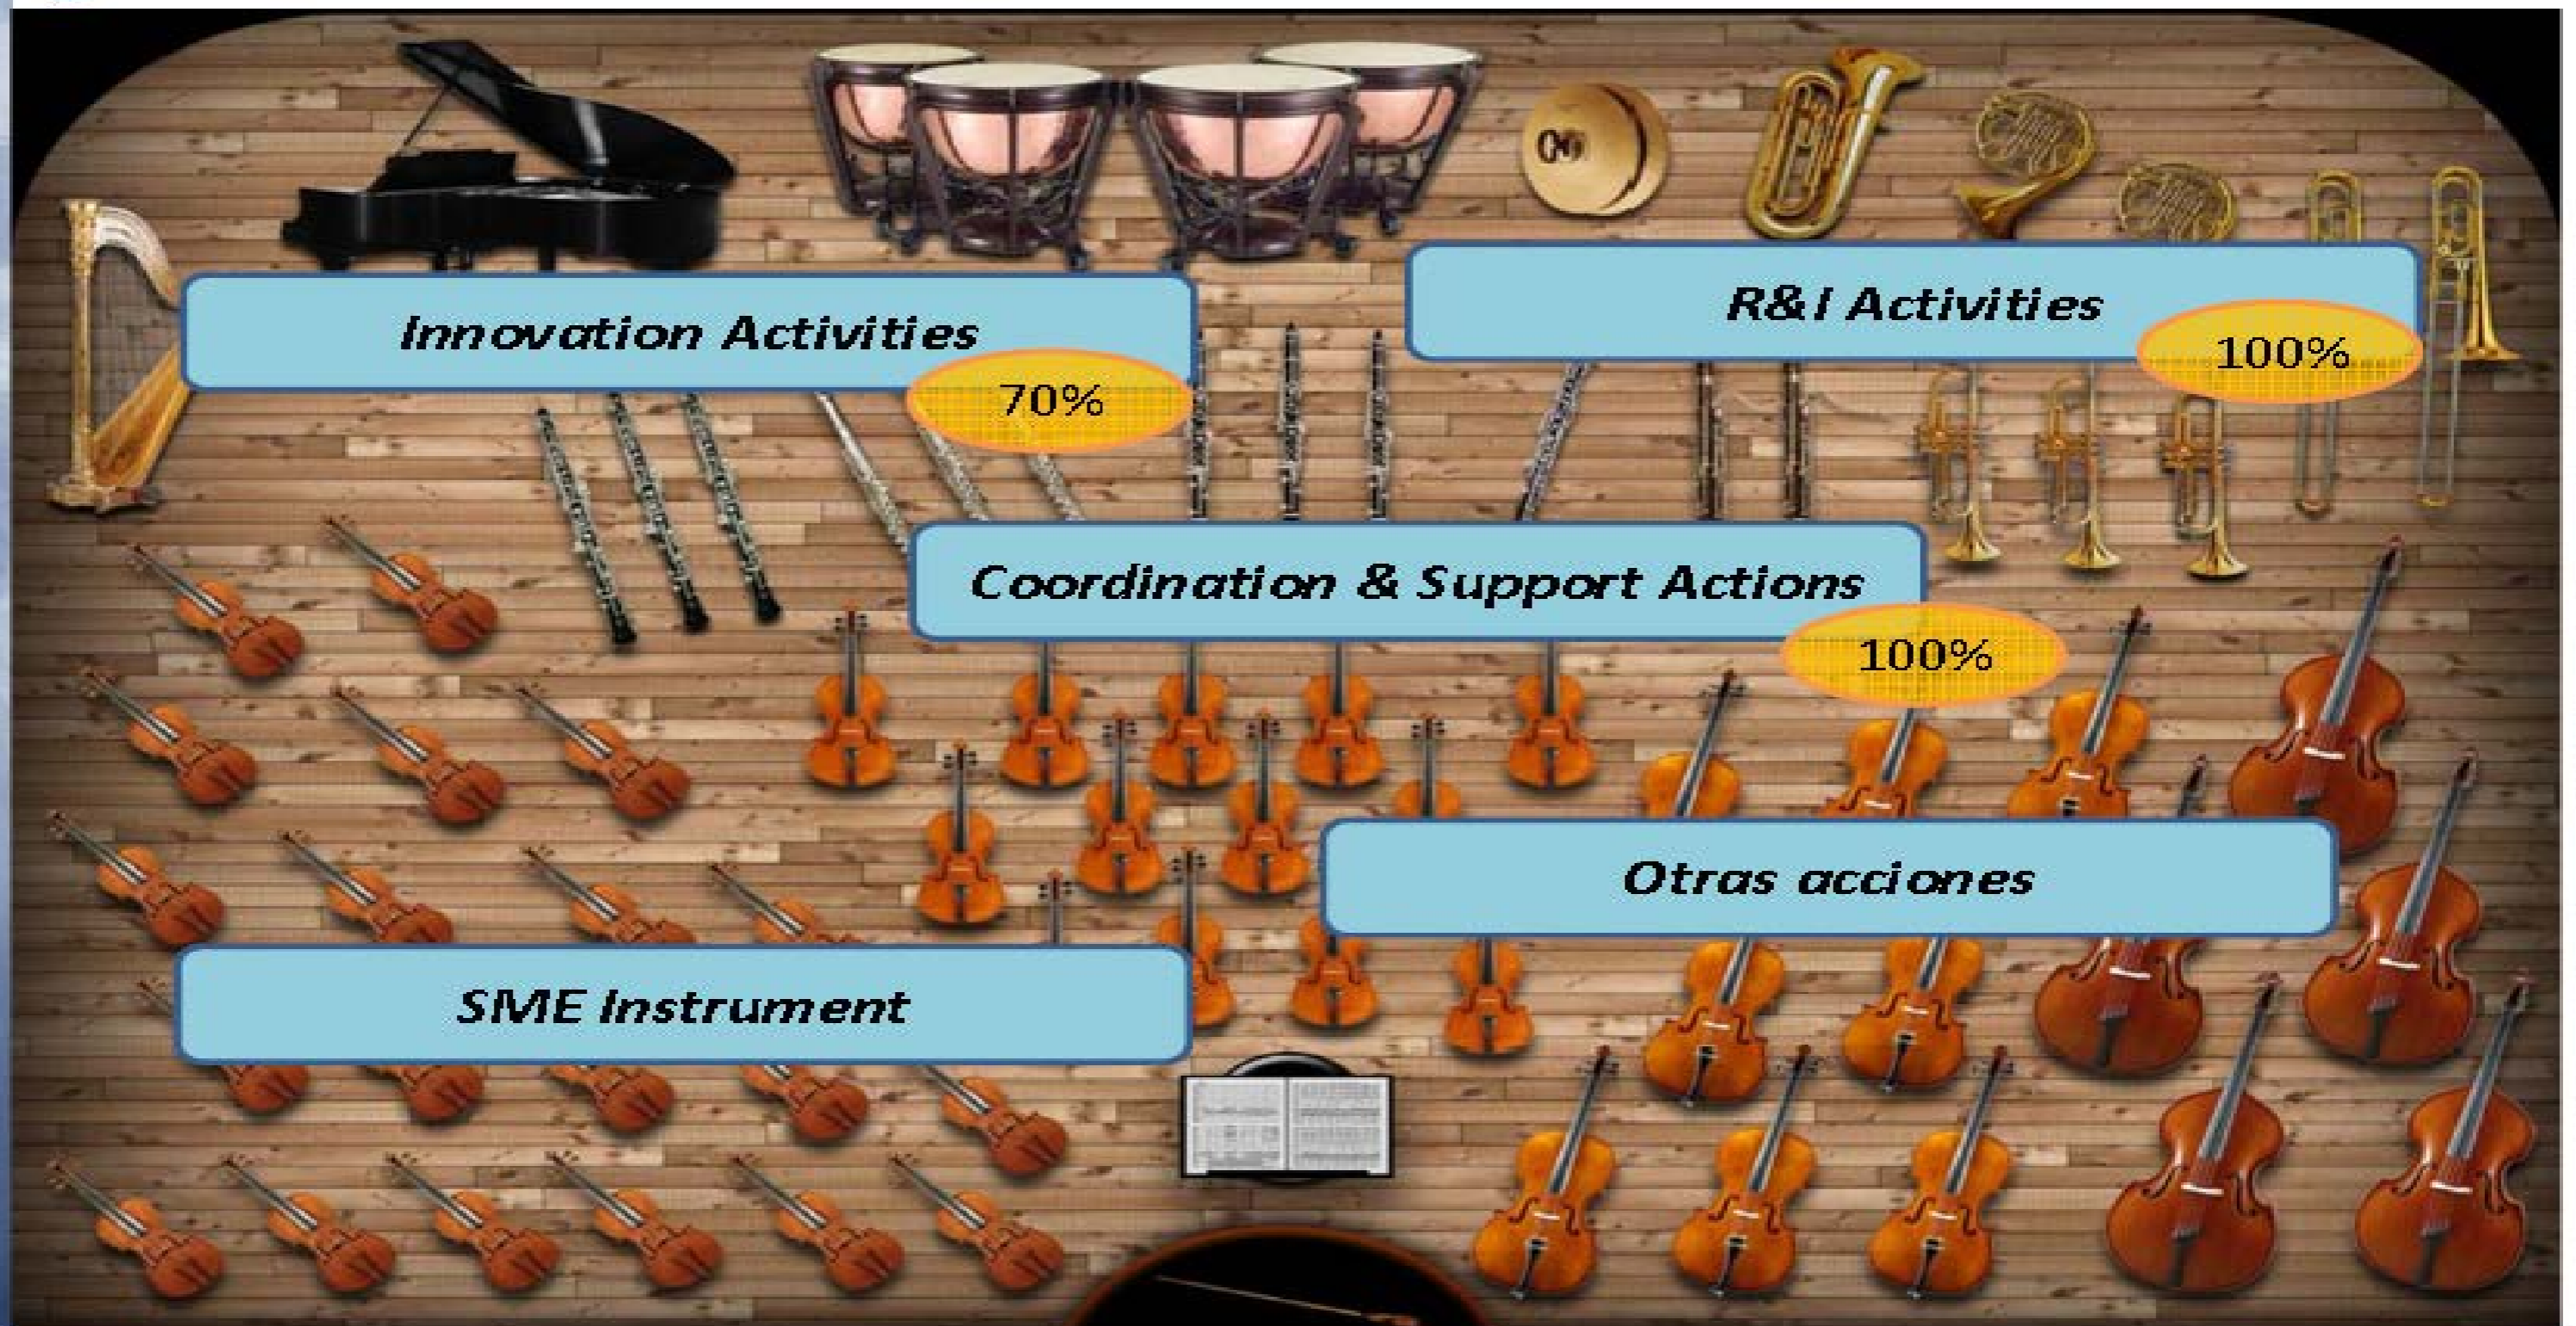 Innovation Activities
70%
R&I Activities
100%
Coordination & Support Actions
100%
Otras acciones
SME Instrument